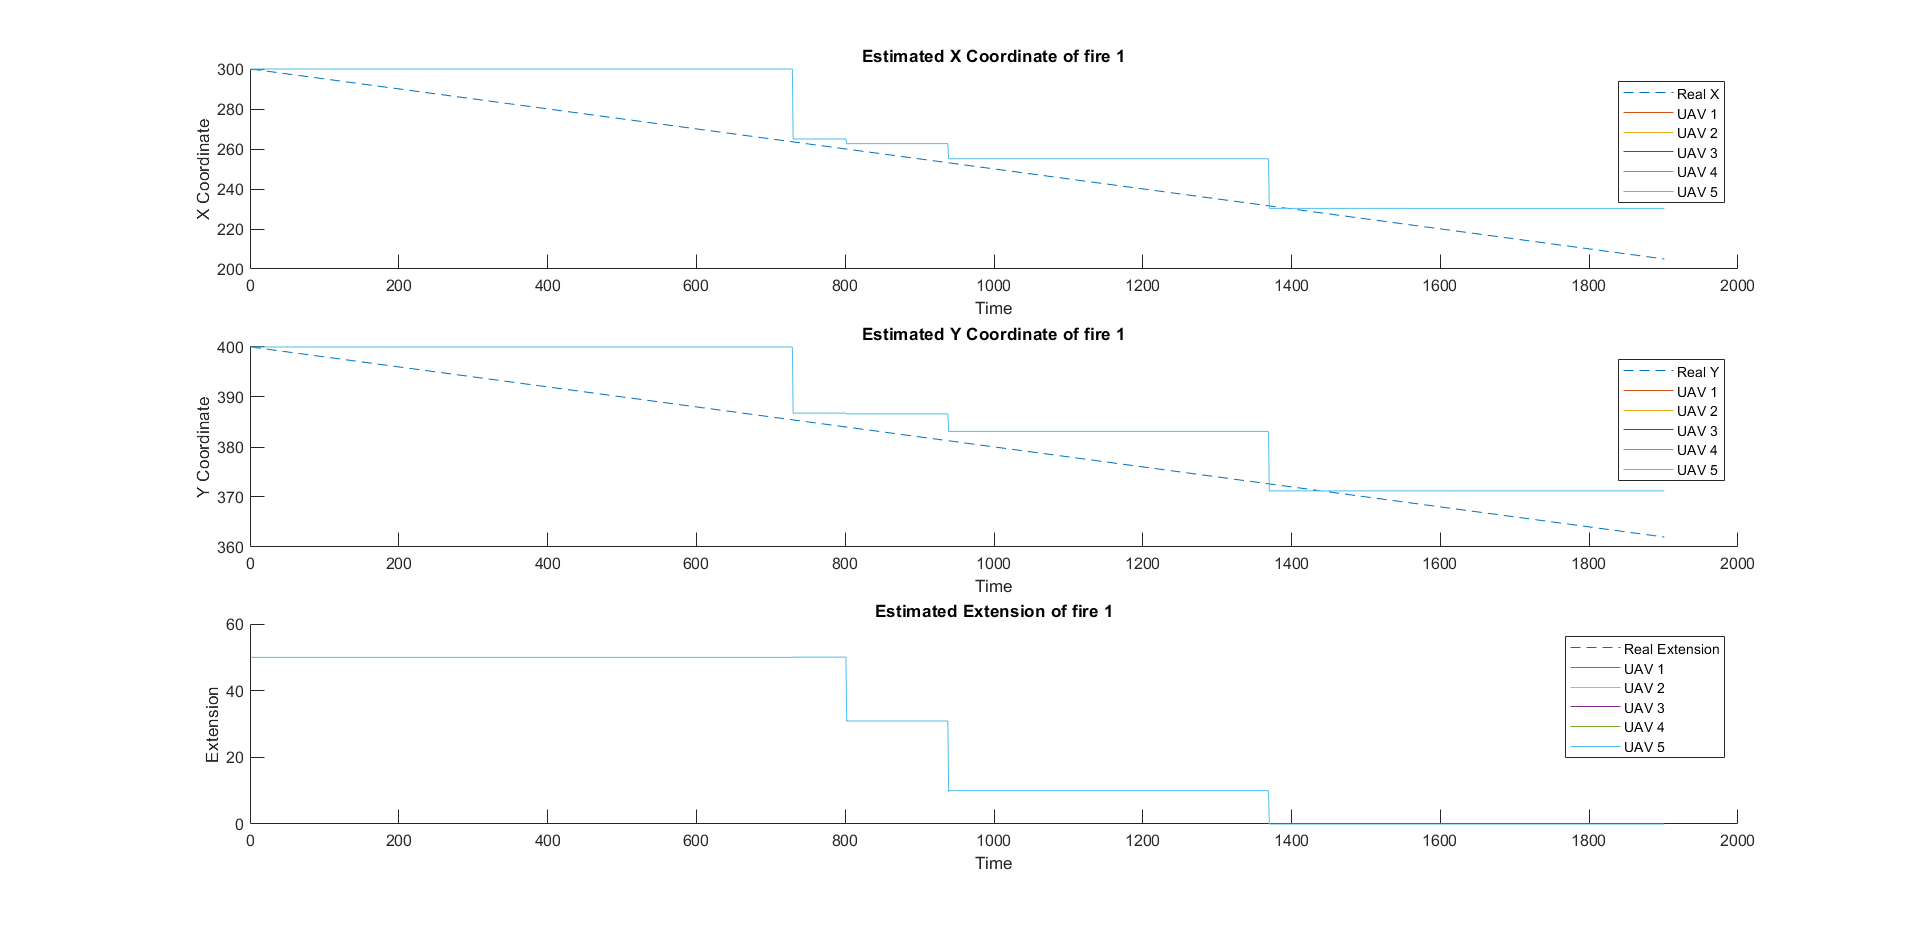 Estimated X Coordinate of fire 1
300
280
260
240
220
200
X Coordinate
Real X
UAV 1
UAV 2
UAV 3
UAV 4
UAV 5
0 200 400 600 800 1000 1200 1400 1600 1800 2000
Time
Estimated Y Coordinate of fire 1
400
390
380
370
360
Y Coordinate
Real Y
UAV 1
UAV 2
UAV 3
UAV 4
UAV 5
0 200 400 600 800 1000 1200 1400 1600 1800 2000
Time
Estimated Extension of fire 1
60
40
20
0
Extension
Real Extension
UAV 1
UAV 2
UAV 3
UAV 4
UAV 5
0 200 400 600 800 1000 1200 1400 1600 1800 2000
Time